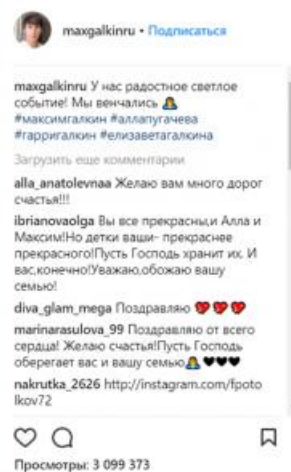 maxgalkinru • Подписаться
maxgalkinru У нас радостное светлое
событие! Мы венчались
#максимгалкин #аллапугачева
#гарригалкин #елизаветагалкина
Загрузить еще комментарии
alla_anatolevnaa Желаю вам много дорог
счастья!!!
ibrianovaolga Вы все прекрасны,и Алла и
Максим!Но детки ваши- прекраснее
прекрасного!Пусть Господь хранит их. И
вас,конечно!Уважаю,обожаю вашу
семью!
diva_glam_mega Поздравляю 💔💔💔
marinarasulova_99 Поздравляю от всего
сердца! Желаю счастья!Пусть Господь
оберегает вас и вашу семью 🖤🖤🖤
nakrutka_2626 http://instagram.com/fpoto
lkov72
Просмотры: 3 099 373